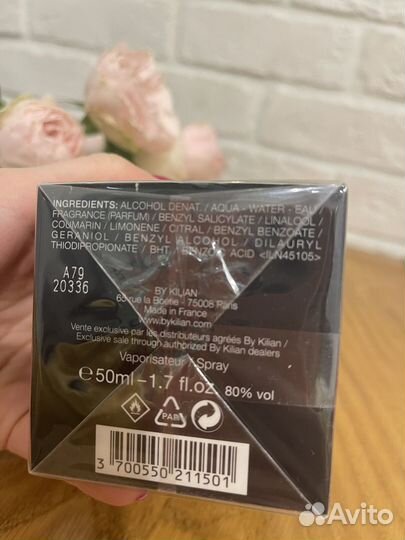 INGREDIENTS: ALCOHOL DENAT. / AQUA - WATER - EAU
FRAGRANCE (PARFUM) / BENZYL SALICYLATE / LINALOOL /
COUMARIN / LIMONENE / CITRAL / BENZYL BENZOATE /
GERANIOL / BENZYL ALCOHOL / DILAURYL
THIODIPROPIONATE / BHT / BENZOIC ACID <ILN45105>
A79
20336
BY KILIAN
63 rue la Boétie - 75008 Paris
Made in France
www.bykilian.com
Vente exclusive par les distributeurs agréés By Kilian /
Exclusive sale through authorized By Kilian dealers
Vaporisateur / Spray
℮50ml-1.7 fl.oz 80% vol
PAP
3 700550 211501
Avito